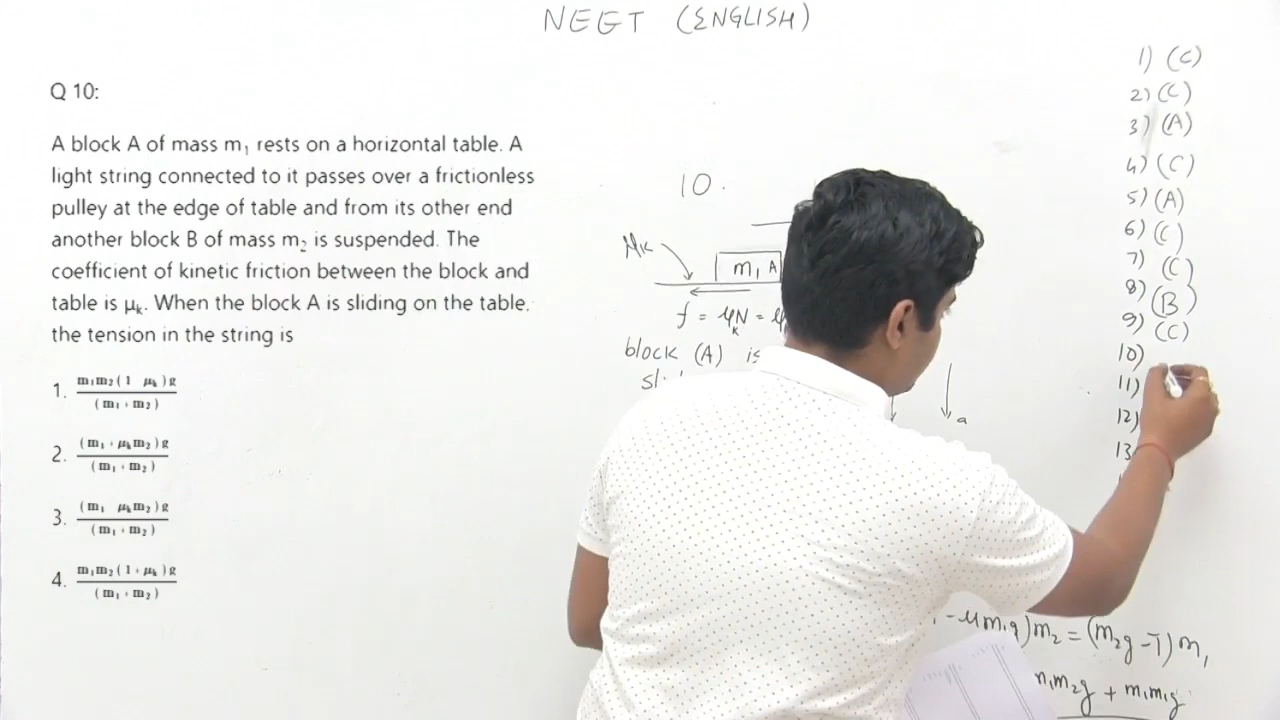 NEET (ENGLISH)
Q 10:
A block A of mass m₁ rests on a horizontal table. A
light string connected to it passes over a frictionless
pulley at the edge of table and from its other end
another block B of mass m₂ is suspended. The
coefficient of kinetic friction between the block and
table is μₖ. When the block A is sliding on the table,
the tension in the string is
1. m₁m₂(1 μₖ)g / (m₁+m₂)
2. (m₁+μₖm₂)g / (m₁+m₂)
3. (m₁ μₖm₂)g / (m₁+m₂)
4. m₁m₂(1+μₖ)g / (m₁+m₂)
10.
μK
m₁ A
f = μₖN =
block (A) is
a
-μm₁g)m₂ = (m₂g-T)m₁
m₁m₂g + m₁m₁g
1) (C)
2) (C)
3) (A)
4) (C)
5) (A)
6) (C)
7) (C)
8) (B)
9) (C)
10)
11)
12)
13